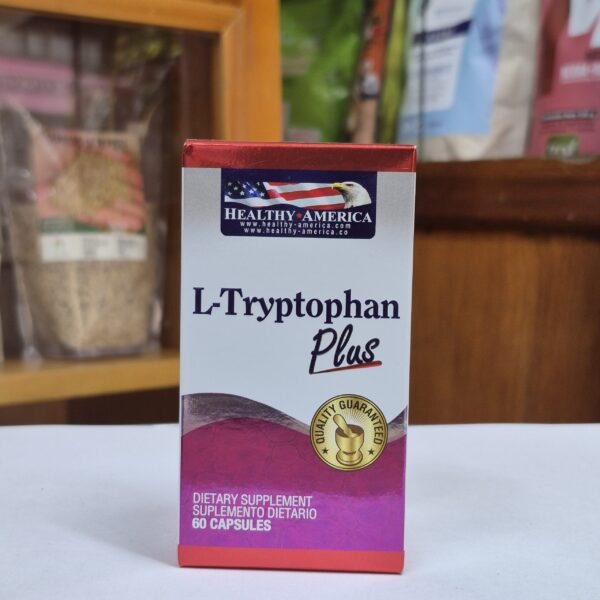 HEALTHY★AMERICA
www.healthy-america.com
www.healthy-america.co
L-Tryptophan
Plus
QUALITY GUARANTEED
DIETARY SUPPLEMENT
SUPLEMENTO DIETARIO
60 CAPSULES